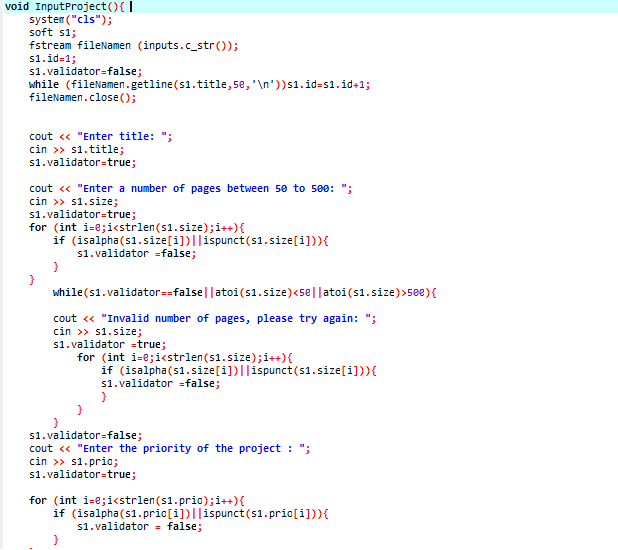 void InputProject(){
system("cls");
soft s1;
fstream fileNamen (inputs.c_str());
s1.id=1;
s1.validator=false;
while (fileNamen.getline(s1.title,50,'\n'))s1.id=s1.id+1;
fileNamen.close();
cout << "Enter title: ";
cin >> s1.title;
s1.validator=true;
cout << "Enter a number of pages between 50 to 500: ";
cin >> s1.size;
s1.validator=true;
for (int i=0;i<strlen(s1.size);i++){
if (isalpha(s1.size[i])||ispunct(s1.size[i])){
s1.validator =false;
}
}
while(s1.validator==false||atoi(s1.size)<50||atoi(s1.size)>500){
cout << "Invalid number of pages, please try again: ";
cin >> s1.size;
s1.validator =true;
for (int i=0;i<strlen(s1.size);i++){
if (isalpha(s1.size[i])||ispunct(s1.size[i])){
s1.validator =false;
}
}
}
s1.validator=false;
cout << "Enter the priority of the project : ";
cin >> s1.prio;
s1.validator=true;
for (int i=0;i<strlen(s1.prio);i++){
if (isalpha(s1.prio[i])||ispunct(s1.prio[i])){
s1.validator = false;
}